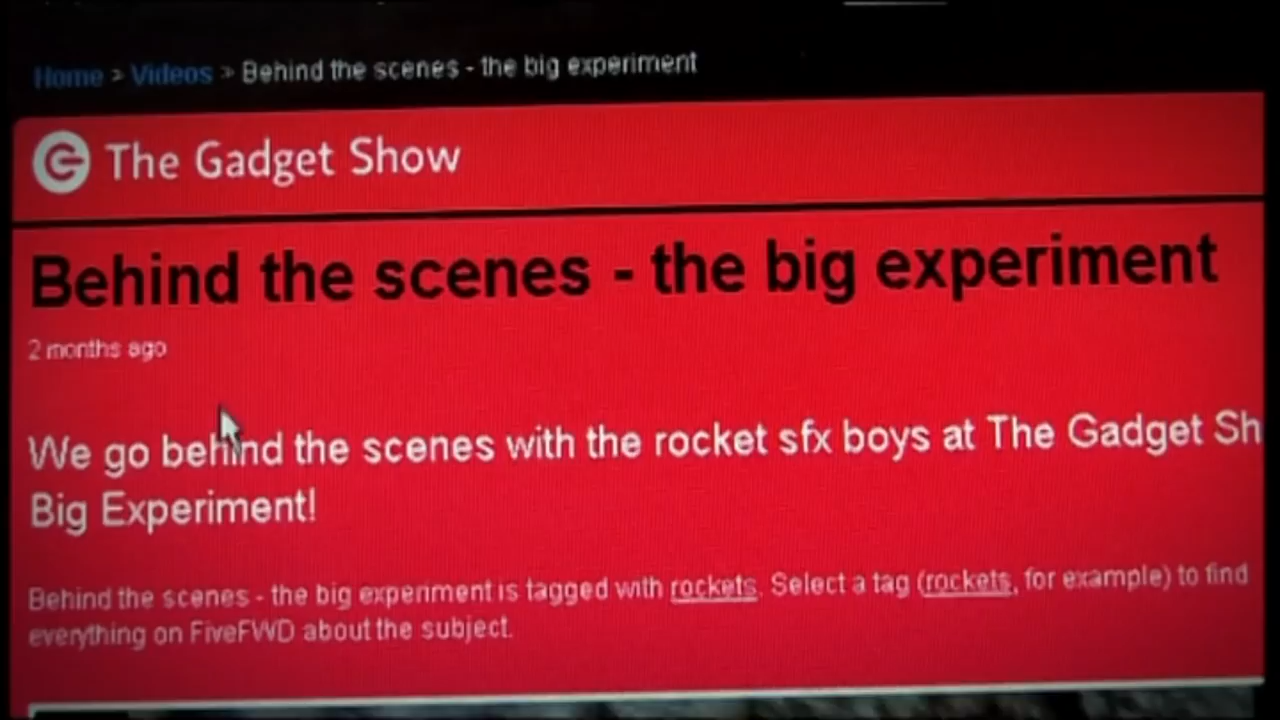 Home > Videos > Behind the scenes - the big experiment
The Gadget Show
Behind the scenes - the big experiment
2 months ago
We go behind the scenes with the rocket sfx boys at The Gadget Sh
Big Experiment!
Behind the scenes - the big experiment is tagged with rockets. Select a tag (rockets, for example) to find
everything on FiveFWD about the subject.